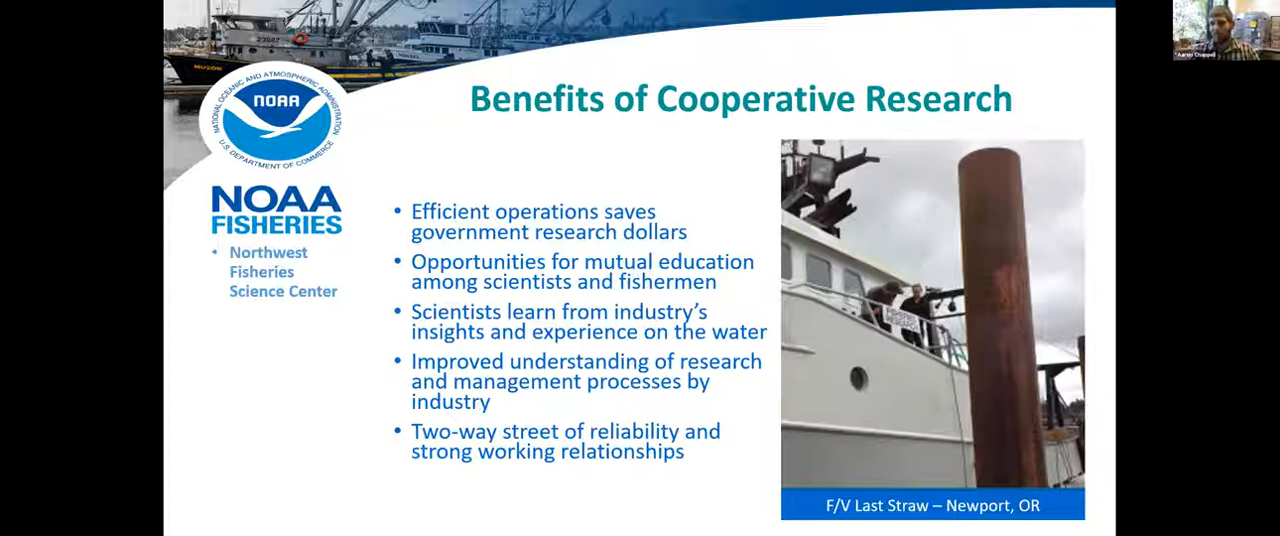 Benefits of Cooperative Research
NOAA
NATIONAL OCEANIC AND ATMOSPHERIC ADMINISTRATION
U.S. DEPARTMENT OF COMMERCE
NOAA
FISHERIES
• Northwest
Fisheries
Science Center
• Efficient operations saves
government research dollars
• Opportunities for mutual education
among scientists and fishermen
• Scientists learn from industry's
insights and experience on the water
• Improved understanding of research
and management processes by
industry
• Two-way street of reliability and
strong working relationships
F/V Last Straw – Newport, OR
Aaron Chappell